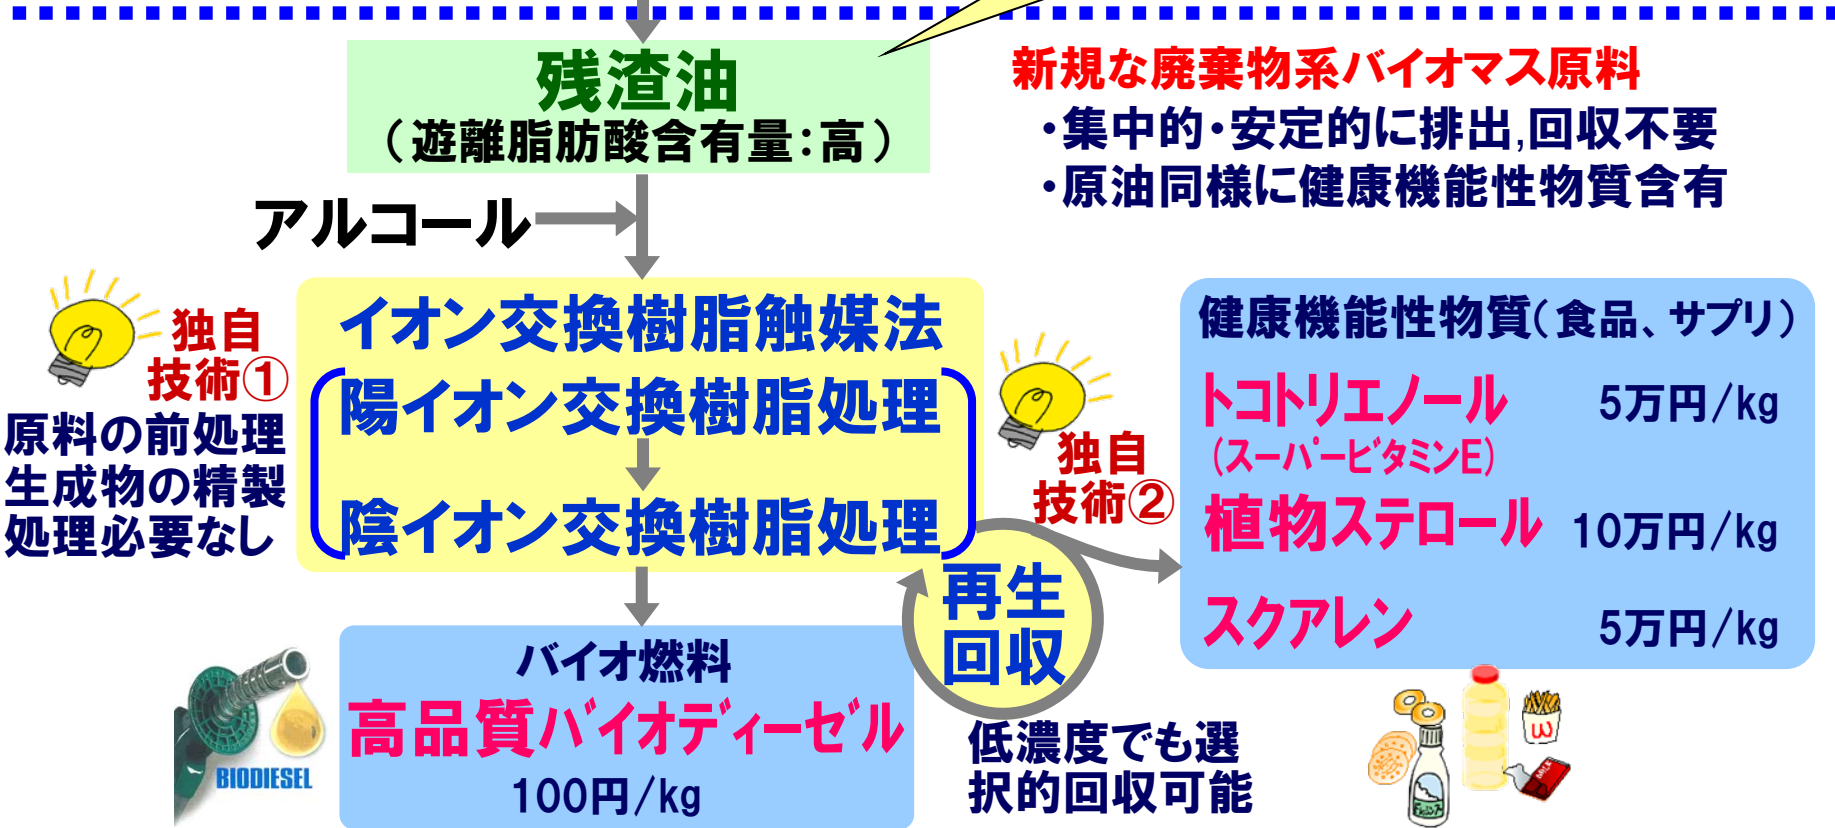 残渣油
（遊離脂肪酸含有量：高）
新規な廃棄物系バイオマス原料
・集中的・安定的に排出,回収不要
・原油同様に健康機能性物質含有
アルコール
独自
技術①
原料の前処理
生成物の精製
処理必要なし
イオン交換樹脂触媒法
陽イオン交換樹脂処理
陰イオン交換樹脂処理
独自
技術②
再生
回収
低濃度でも選
択的回収可能
健康機能性物質（食品、サプリ）
トコトリエノール 5万円/kg
（スーパービタミンE）
植物ステロール 10万円/kg
スクアレン 5万円/kg
バイオ燃料
高品質バイオディーゼル
100円/kg
BIODIESEL
W
MILK